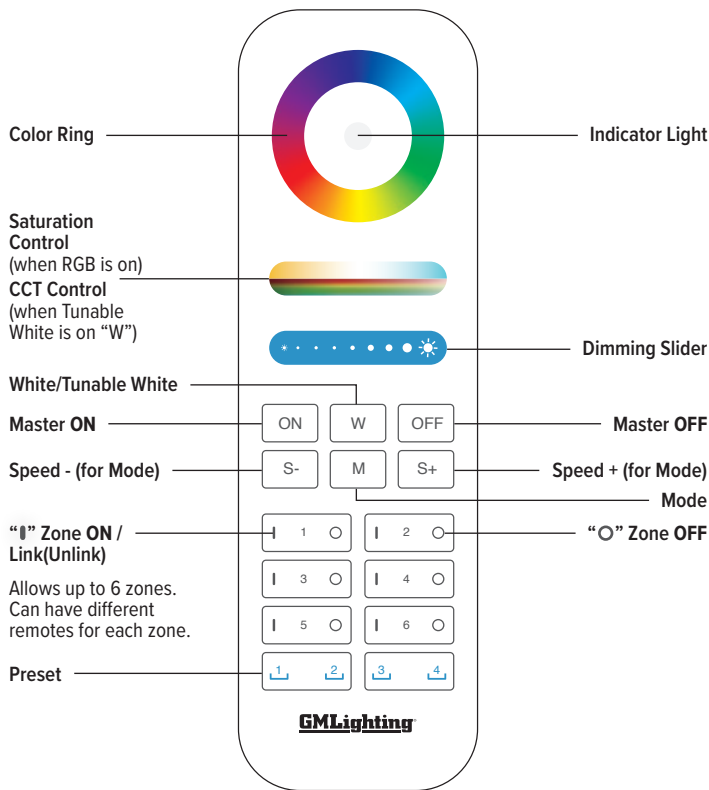 Color Ring
Indicator Light
Saturation
Control
(when RGB is on)
CCT Control
(when Tunable
White is on “W”)
Dimming Slider
White/Tunable White
Master ON
ON
W
OFF
Master OFF
Speed - (for Mode)
S-
M
S+
Speed + (for Mode)
Mode
“I” Zone ON /
Link(Unlink)
I 1 O
I 2 O
“O” Zone OFF
Allows up to 6 zones.
Can have different
remotes for each zone.
I 3 O
I 4 O
I 5 O
I 6 O
Preset
1 2
3 4
GMLighting